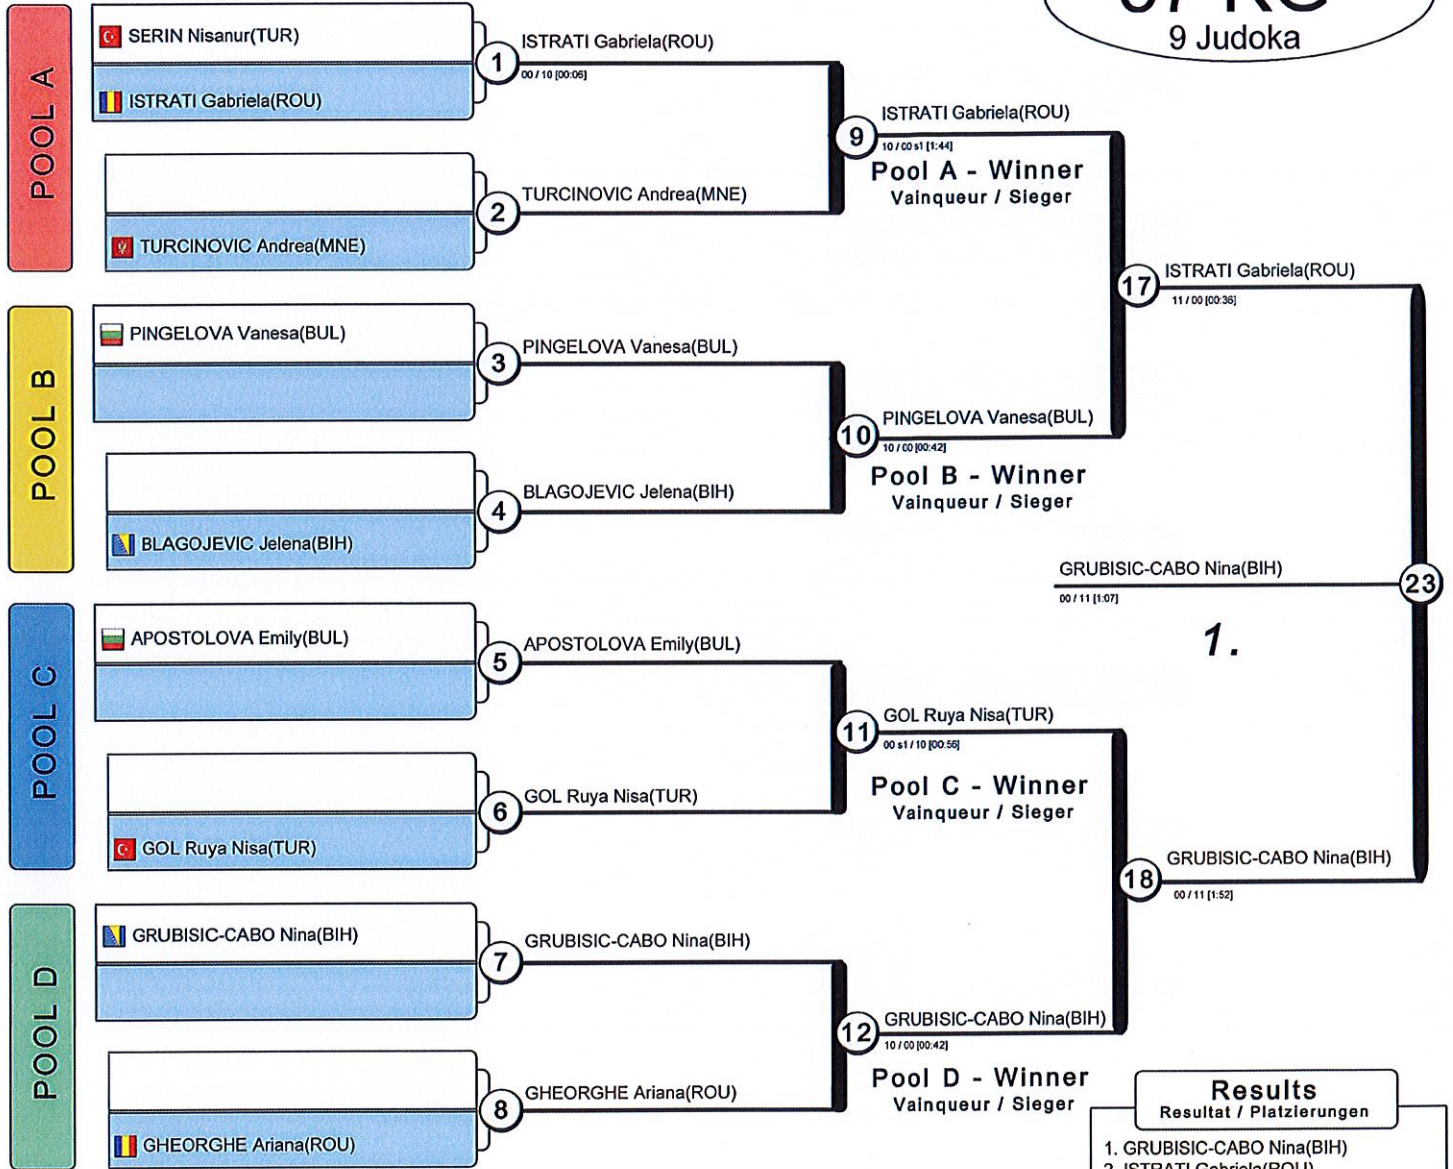 9 Judoka
POOL A
SERIN Nisanur(TUR)
ISTRATI Gabriela(ROU)
1
ISTRATI Gabriela(ROU)
00 / 10 [00:06]
TURCINOVIC Andrea(MNE)
2
TURCINOVIC Andrea(MNE)
9
ISTRATI Gabriela(ROU)
10 / 00 s1 [1:44]
Pool A - Winner
Vainqueur / Sieger
POOL B
PINGELOVA Vanesa(BUL)
3
PINGELOVA Vanesa(BUL)
BLAGOJEVIC Jelena(BIH)
4
BLAGOJEVIC Jelena(BIH)
10
PINGELOVA Vanesa(BUL)
10 / 00 [00:42]
Pool B - Winner
Vainqueur / Sieger
17
ISTRATI Gabriela(ROU)
11 / 00 [00:36]
POOL C
APOSTOLOVA Emily(BUL)
5
APOSTOLOVA Emily(BUL)
GOL Ruya Nisa(TUR)
6
GOL Ruya Nisa(TUR)
11
GOL Ruya Nisa(TUR)
00 s1 / 10 [00:56]
Pool C - Winner
Vainqueur / Sieger
POOL D
GRUBISIC-CABO Nina(BIH)
7
GRUBISIC-CABO Nina(BIH)
GHEORGHE Ariana(ROU)
8
GHEORGHE Ariana(ROU)
12
GRUBISIC-CABO Nina(BIH)
10 / 00 [00:42]
Pool D - Winner
Vainqueur / Sieger
18
GRUBISIC-CABO Nina(BIH)
00 / 11 [1:52]
GRUBISIC-CABO Nina(BIH)
23
00 / 11 [1:07]
1.
Results
Resultat / Platzierungen
1. GRUBISIC-CABO Nina(BIH)
2. ISTRATI Gabriela(ROU)